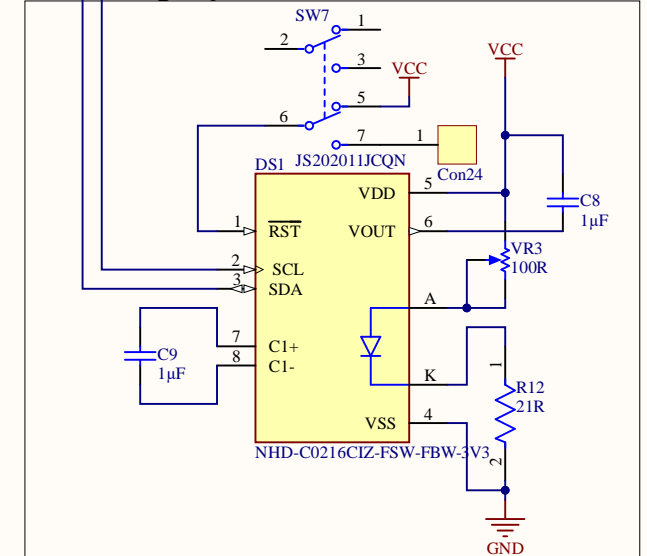 SW7
1
2
3
VCC
VCC
5
6
7
1
JS202011JCQN
Con24
DS1
VDD
5
C8
1µF
1
RST
VOUT
6
VR3
100R
2
SCL
3
SDA
A
7
C1+
C9
1µF
8
C1-
K
1
R12
21R
VSS
4
2
NHD-C0216CIZ-FSW-FBW-3V3
GND